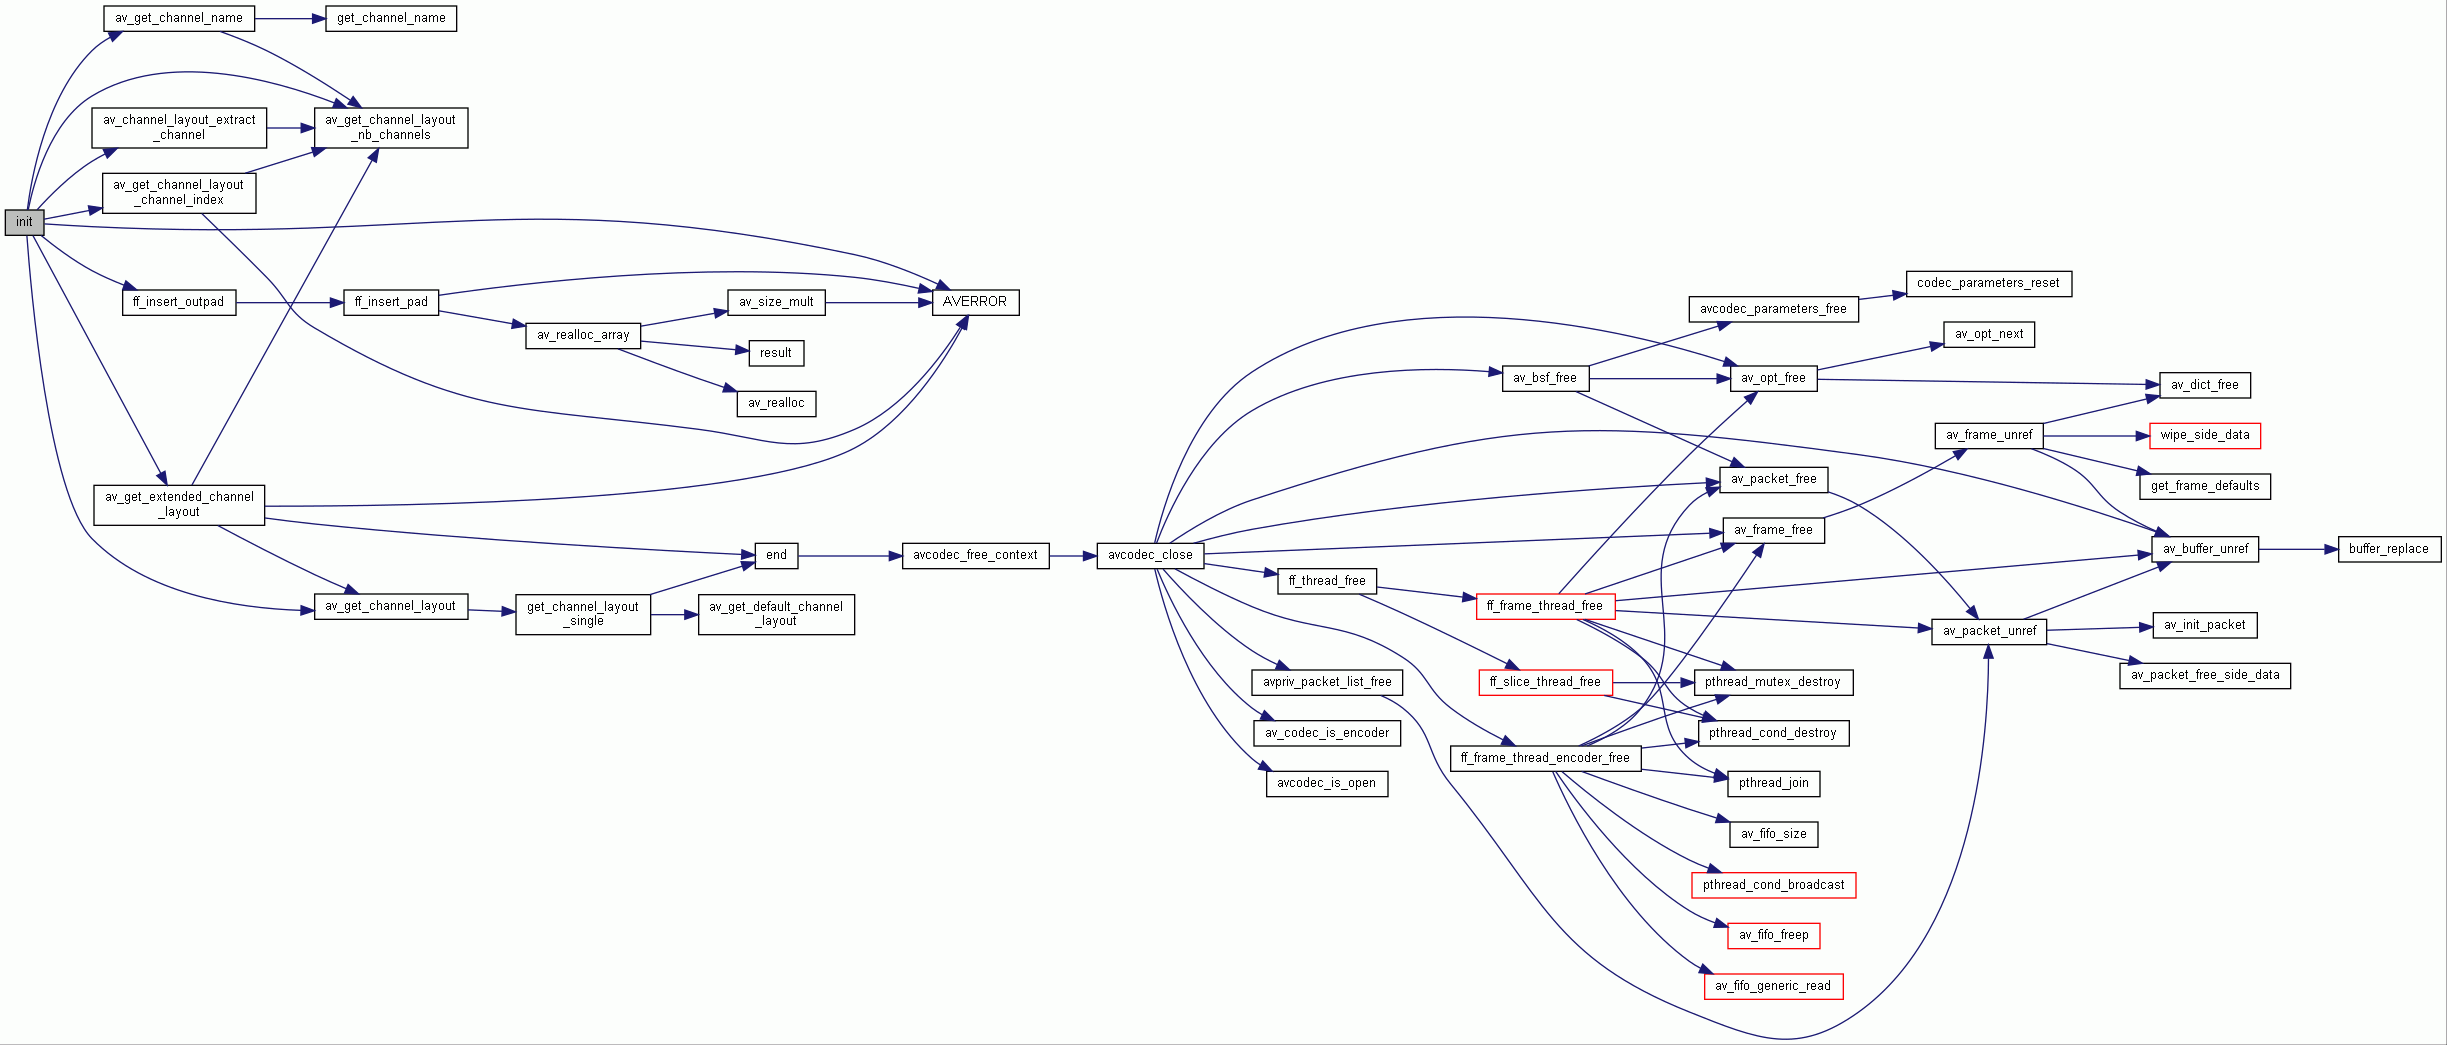 init
av_get_channel_name
get_channel_name
av_channel_layout_extract
_channel
av_get_channel_layout
_nb_channels
av_get_channel_layout
_channel_index
ff_insert_outpad
ff_insert_pad
av_realloc_array
av_size_mult
result
av_realloc
AVERROR
av_get_extended_channel
_layout
av_get_channel_layout
get_channel_layout
_single
end
av_get_default_channel
_layout
avcodec_free_context
avcodec_close
ff_thread_free
avpriv_packet_list_free
av_codec_is_encoder
avcodec_is_open
av_bsf_free
ff_frame_thread_free
ff_slice_thread_free
ff_frame_thread_encoder_free
avcodec_parameters_free
av_opt_free
av_packet_free
av_frame_free
pthread_mutex_destroy
pthread_cond_destroy
pthread_join
av_fifo_size
pthread_cond_broadcast
av_fifo_freep
av_fifo_generic_read
codec_parameters_reset
av_opt_next
av_frame_unref
av_packet_unref
av_dict_free
wipe_side_data
get_frame_defaults
av_buffer_unref
av_init_packet
av_packet_free_side_data
buffer_replace